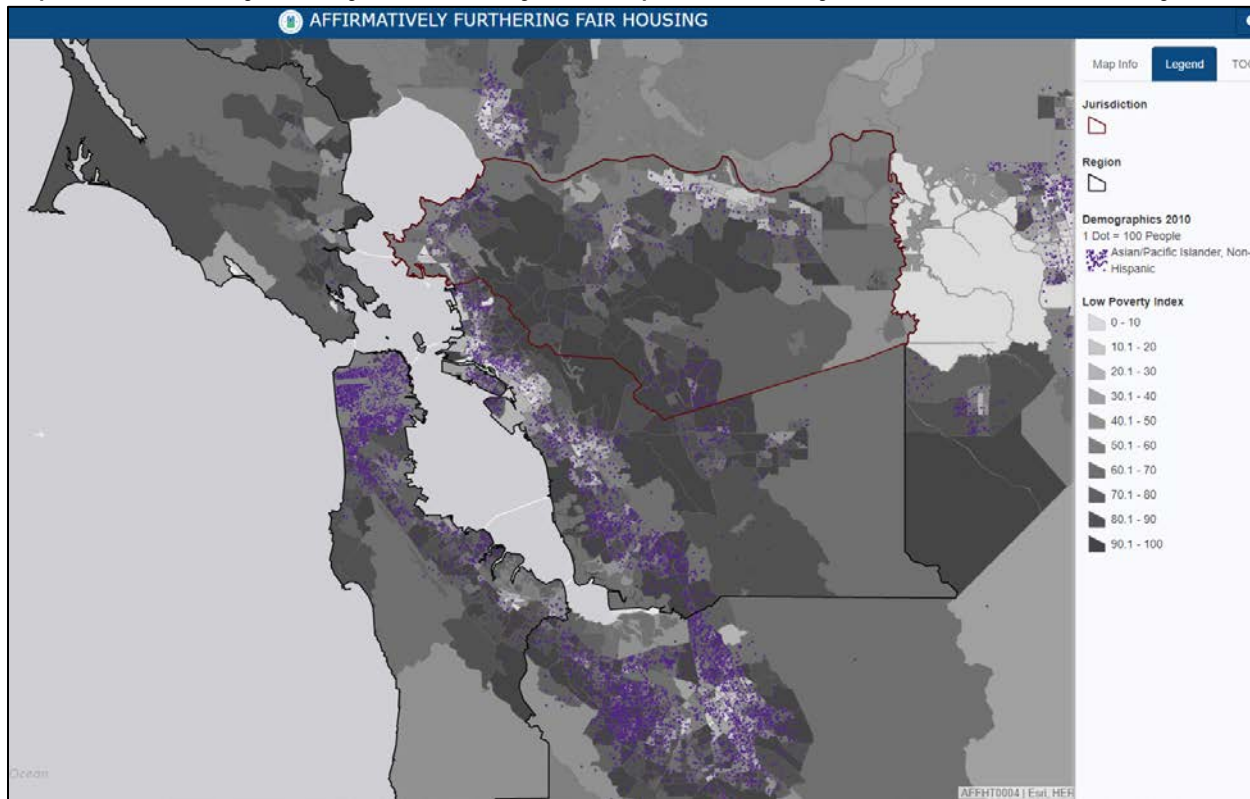 AFFIRMATIVELY FURTHERING FAIR HOUSING
Map Info Legend
Jurisdiction
Region
Demographics 2010
1 Dot = 100 People
Asian/Pacific Islander, Non-
Hispanic
Low Poverty Index
0 - 10
10.1 - 20
20.1 - 30
30.1 - 40
40.1 - 50
50.1 - 60
60.1 - 70
70.1 - 80
80.1 - 90
90.1 - 100
Ocean
AFFHT0004 | Esri, HER